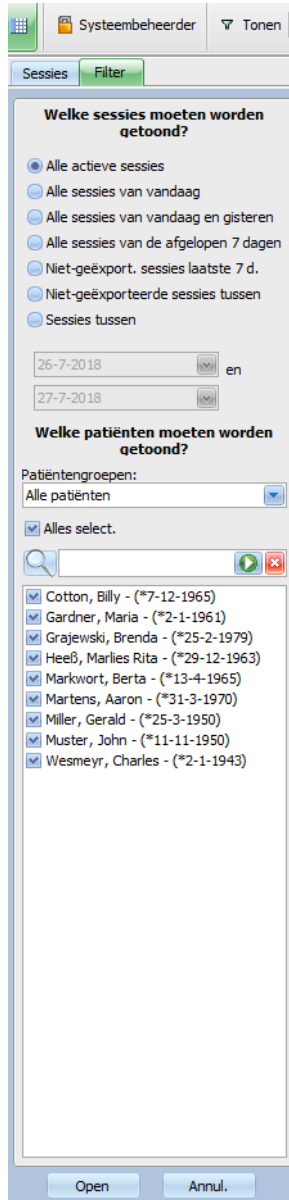 Systeembeheerder
Tonen
Sessies
Filter
Welke sessies moeten worden
getoond?
Alle actieve sessies
Alle sessies van vandaag
Alle sessies van vandaag en gisteren
Alle sessies van de afgelopen 7 dagen
Niet-geëxport. sessies laatste 7 d.
Niet-geëxporteerde sessies tussen
Sessies tussen
26-7-2018
en
27-7-2018
Welke patiënten moeten worden
getoond?
Patiëntengroepen:
Alle patiënten
Alles select.
Cotton, Billy - (*7-12-1965)
Gardner, Maria - (*2-1-1961)
Grajewski, Brenda - (*25-2-1979)
Heeß, Marlies Rita - (*29-12-1963)
Markwort, Berta - (*13-4-1965)
Martens, Aaron - (*31-3-1970)
Miller, Gerald - (*25-3-1950)
Muster, John - (*11-11-1950)
Wesmeyr, Charles - (*2-1-1943)
Open
Annul.